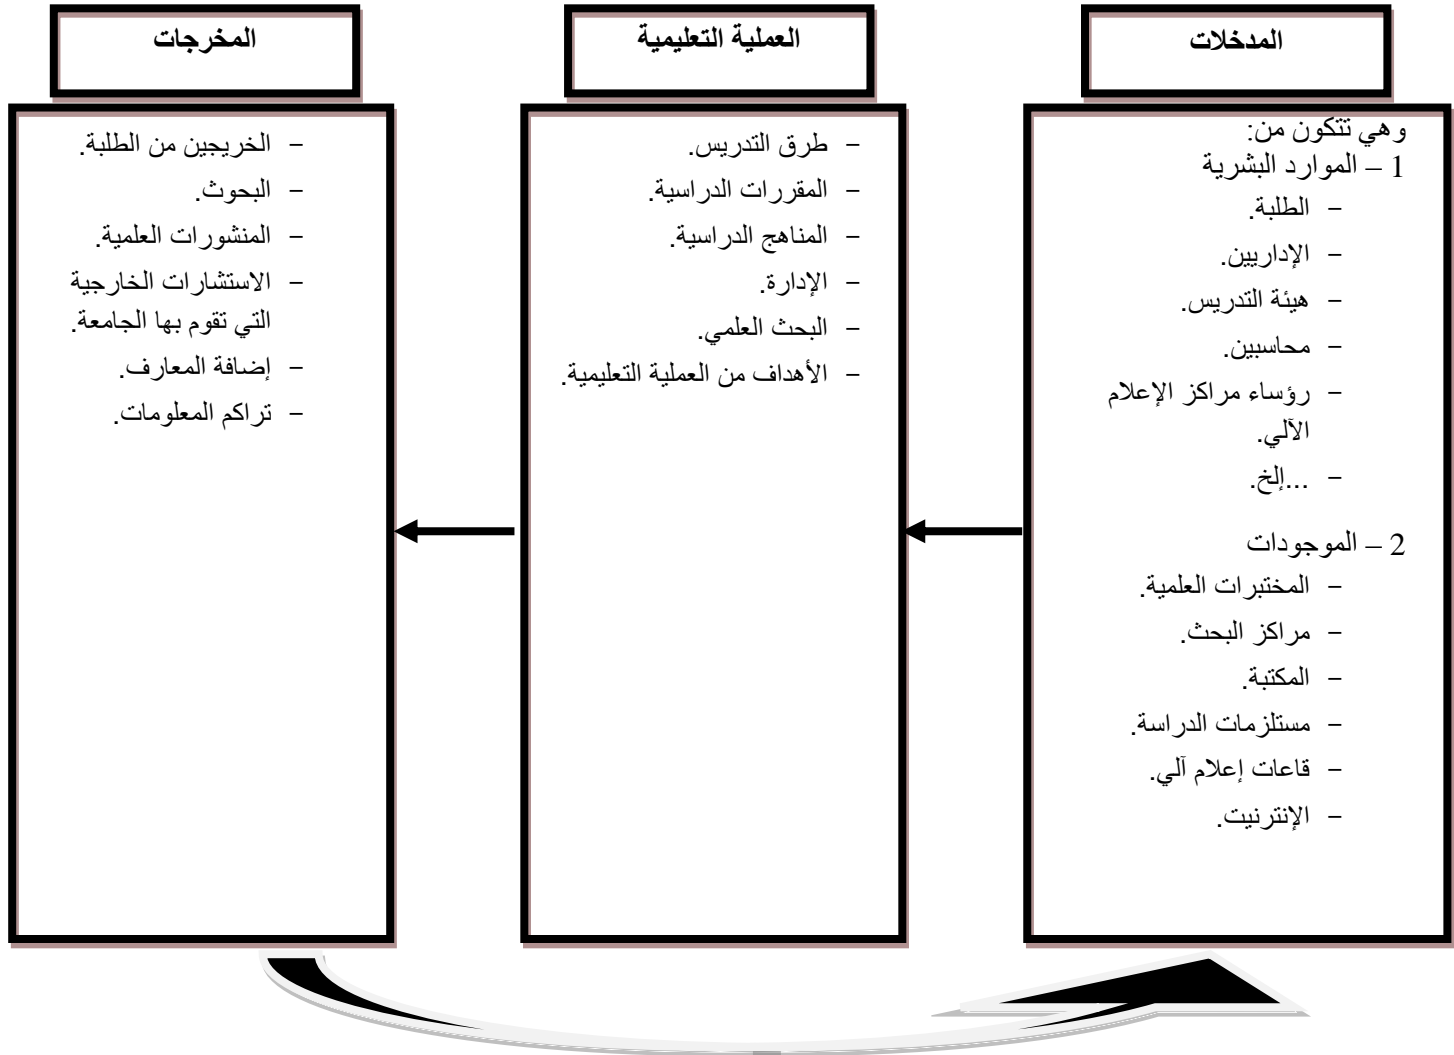 المدخلات
وهي تتكون من:
1 – الموارد البشرية
- الطلبة.
- الإداريين.
- هيئة التدريس.
- محاسبين.
- رؤساء مراكز الإعلام
الآلي.
- ...إلخ.
2 – الموجودات
- المختبرات العلمية.
- مراكز البحث.
- المكتبة.
- مستلزمات الدراسة.
- قاعات إعلام آلي.
- الإنترنيت.
العملية التعليمية
- طرق التدريس.
- المقررات الدراسية.
- المناهج الدراسية.
- الإدارة.
- البحث العلمي.
- الأهداف من العملية التعليمية.
المخرجات
- الخريجين من الطلبة.
- البحوث.
- المنشورات العلمية.
- الاستشارات الخارجية
التي تقوم بها الجامعة.
- إضافة المعارف.
- تراكم المعلومات.